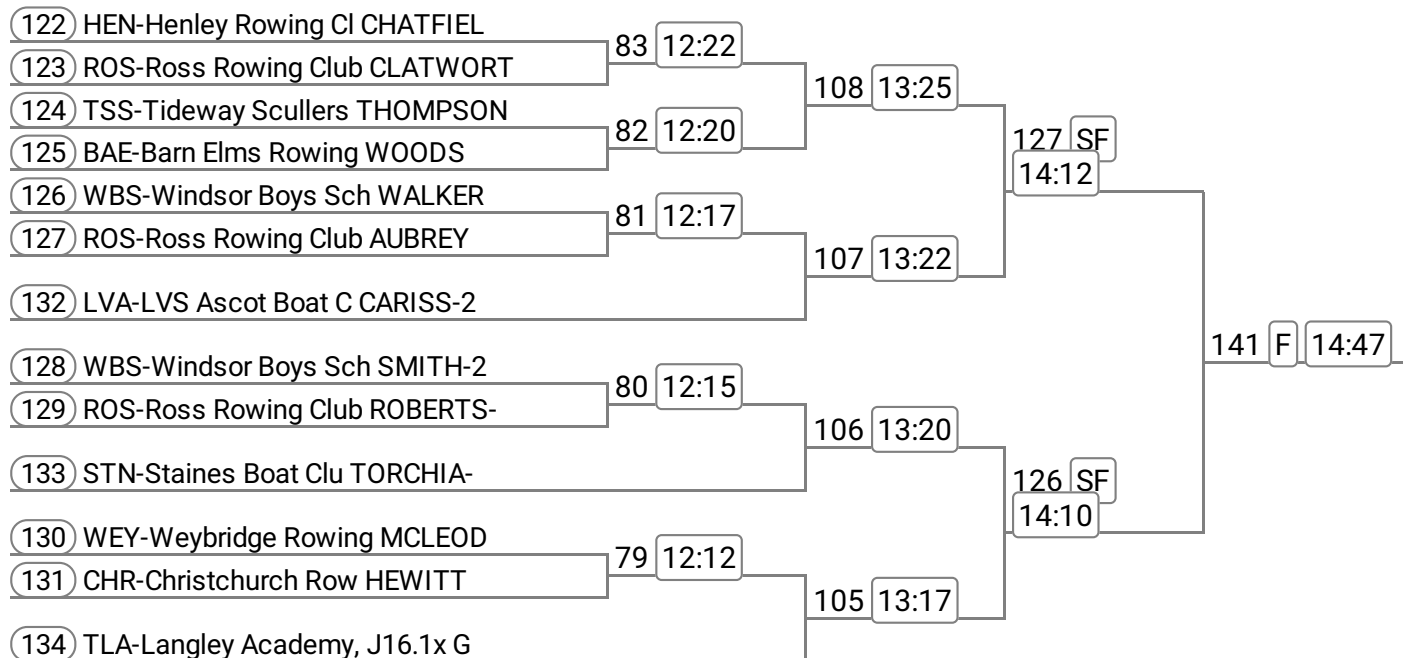 122 HEN-Henley Rowing Cl CHATFIEL
83 12:22
123 ROS-Ross Rowing Club CLATWORT
108 13:25
124 TSS-Tideway Scullers THOMPSON
82 12:20
127 SF
125 BAE-Barn Elms Rowing WOODS
14:12
126 WBS-Windsor Boys Sch WALKER
81 12:17
127 ROS-Ross Rowing Club AUBREY
107 13:22
132 LVA-LVS Ascot Boat C CARISS-2
141 F 14:47
128 WBS-Windsor Boys Sch SMITH-2
80 12:15
129 ROS-Ross Rowing Club ROBERTS-
106 13:20
133 STN-Staines Boat Clu TORCHIA-
126 SF
14:10
130 WEY-Weybridge Rowing MCLEOD
79 12:12
131 CHR-Christchurch Row HEWITT
105 13:17
134 TLA-Langley Academy, J16.1x G